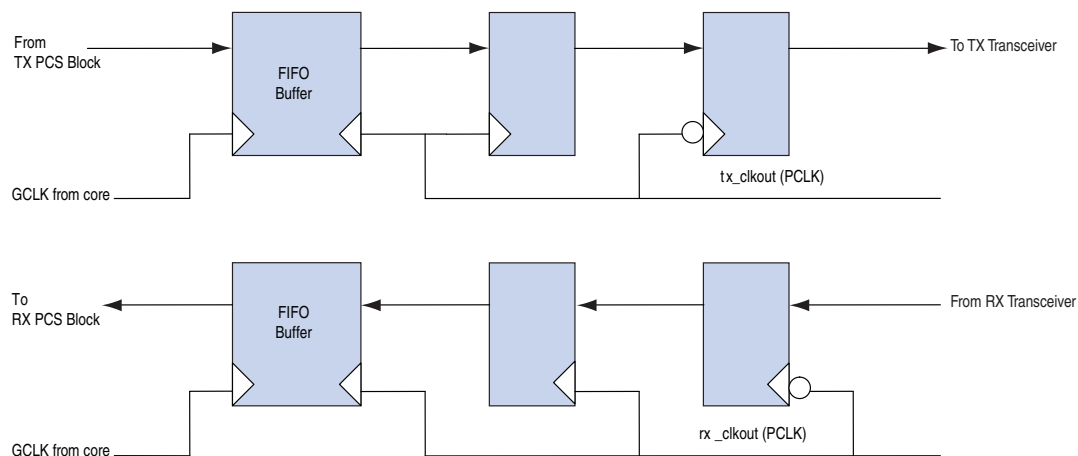 From
TX PCS Block
FIFO
Buffer
To TX Transceiver
tx_clkout (PCLK)
GCLK from core
To
RX PCS Block
FIFO
Buffer
From RX Transceiver
rx _clkout (PCLK)
GCLK from core